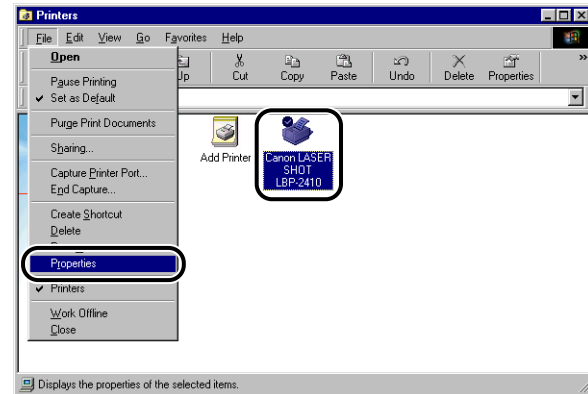 Printers
File Edit View Go Favorites Help
Up Cut Copy Paste Undo Delete Properties »
Open
Pause Printing
Set as Default
Purge Print Documents
Sharing...
Capture Printer Port...
End Capture...
Create Shortcut
Delete
Properties
Printers
Work Offline
Close
Add Printer
Canon LASER
SHOT
LBP-2410
Displays the properties of the selected items.